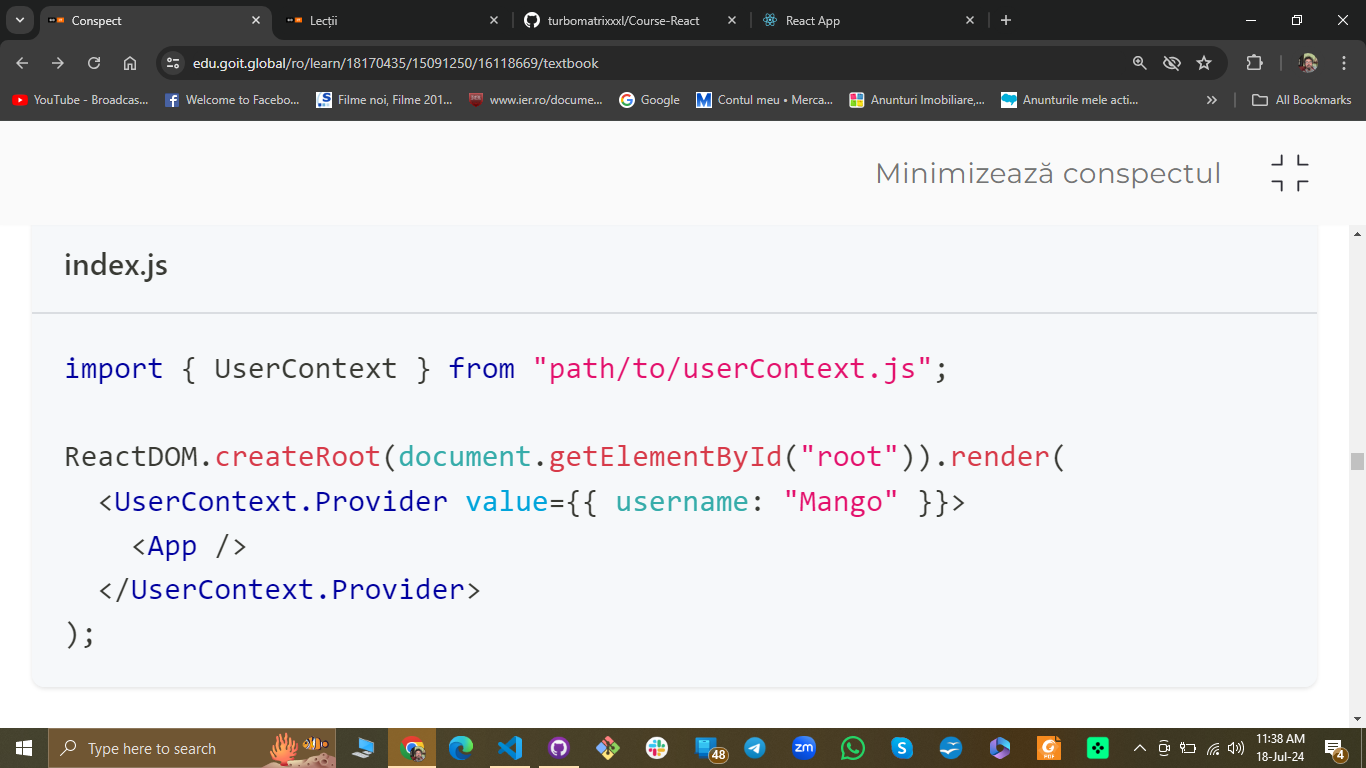 Conspect
Lecții
turbomatrixxxl/Course-React
React App
edu.goit.global/ro/learn/18170435/15091250/16118669/textbook
YouTube - Broadcas...
Welcome to Facebo...
Filme noi, Filme 201...
www.ier.ro/docume...
Google
Contul meu • Merca...
Anunturi Imobiliare,...
Anunturile mele acti...
»
All Bookmarks
Minimizează conspectul
index.js
import { UserContext } from "path/to/userContext.js";
ReactDOM.createRoot(document.getElementById("root")).render(
<UserContext.Provider value={{ username: "Mango" }}>
<App />
</UserContext.Provider>
);
Type here to search
48
zm
11:38 AM
18-Jul-24
4